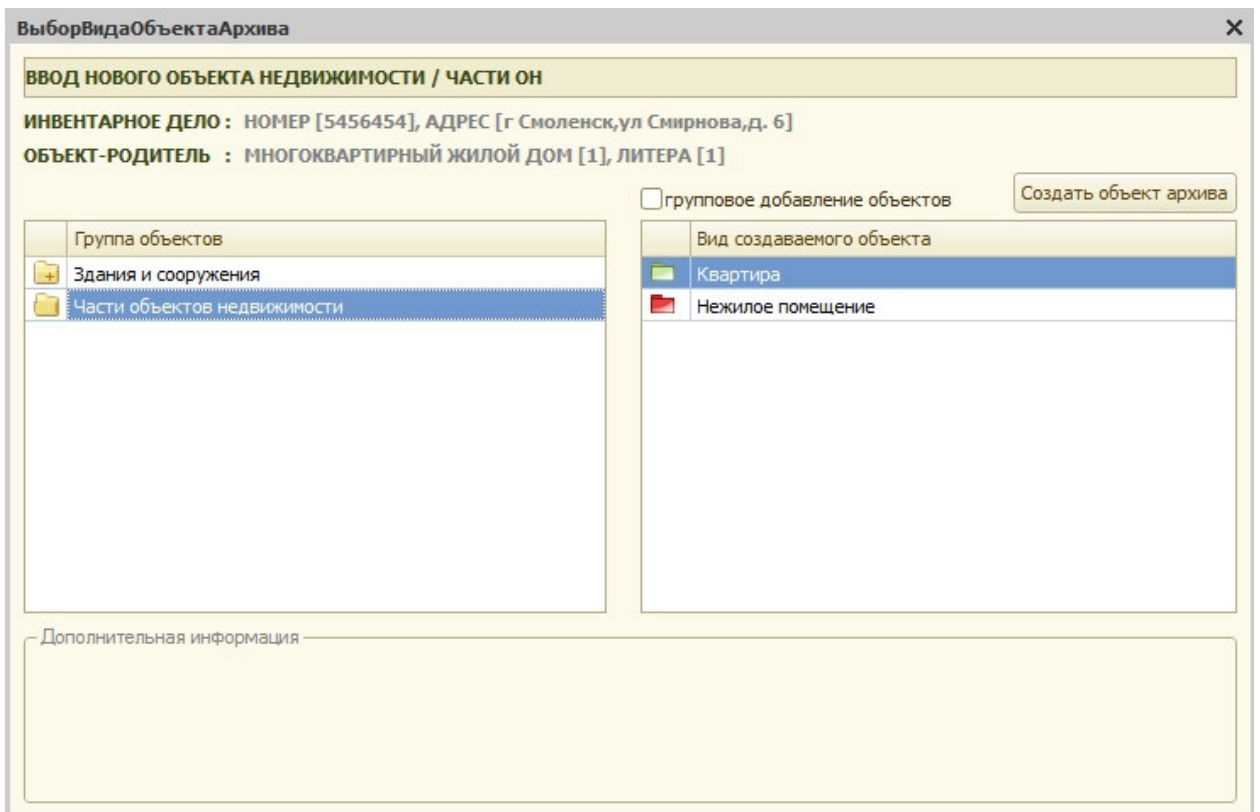 ВыборВидаОбъектаАрхива
ВВОД НОВОГО ОБЪЕКТА НЕДВИЖИМОСТИ / ЧАСТИ ОН
ИНВЕНТАРНОЕ ДЕЛО : НОМЕР [5456454], АДРЕС [г Смоленск,ул Смирнова,д. 6]
ОБЪЕКТ-РОДИТЕЛЬ : МНОГОКВАРТИРНЫЙ ЖИЛОЙ ДОМ [1], ЛИТЕРА [1]
групповое добавление объектов
Создать объект архива
Группа объектов
Здания и сооружения
Части объектов недвижимости
Вид создаваемого объекта
Квартира
Нежилое помещение
Дополнительная информация